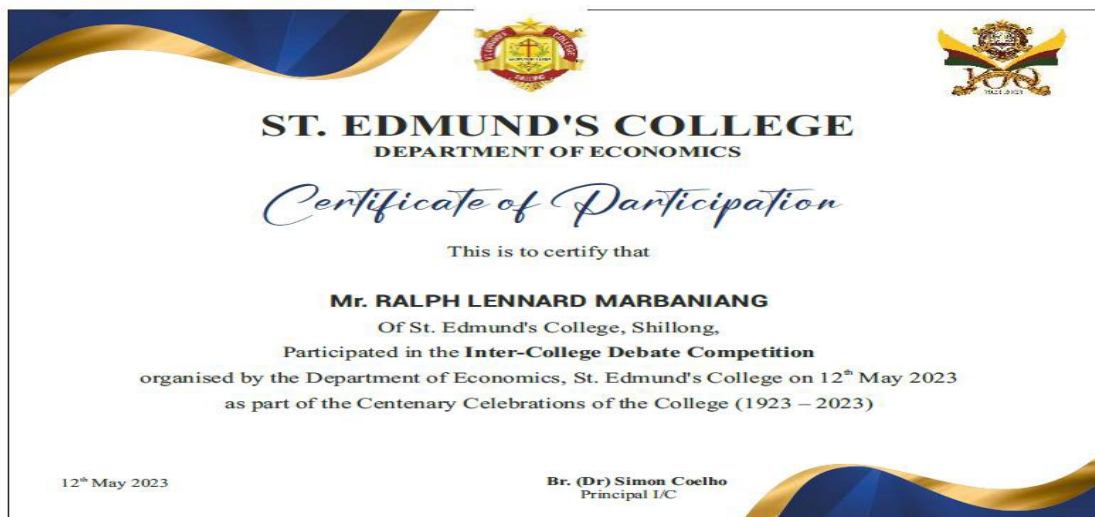 ST. EDMUND'S COLLEGE
DEPARTMENT OF ECONOMICS
Certificate of Participation
This is to certify that
Mr. RALPH LENNARD MARBANIANG
Of St. Edmund's College, Shillong,
Participated in the Inter-College Debate Competition
organised by the Department of Economics, St. Edmund's College on 12th May 2023
as part of the Centenary Celebrations of the College (1923 – 2023)
12th May 2023
Br. (Dr) Simon Coelho
Principal I/C